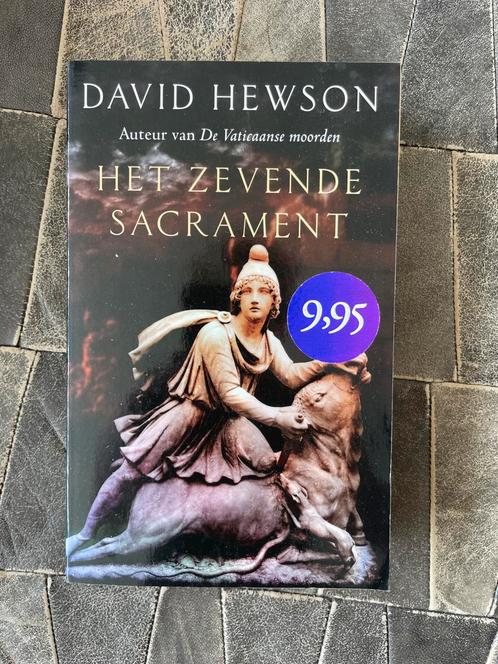 DAVID HEWSON
Auteur van De Vaticaanse moorden
HET ZEVENDE
SACRAMENT
9,95